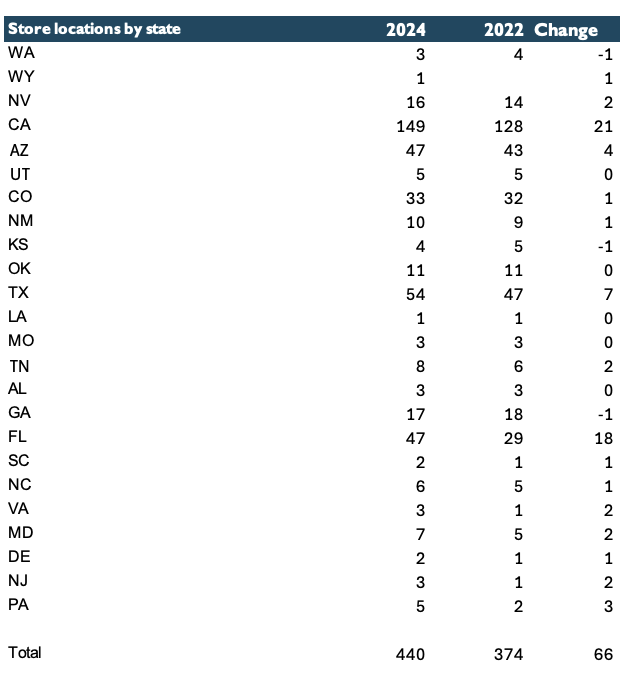 Store locations by state 2024 2022 Change
WA 3 4 -1
WY 1 1
NV 16 14 2
CA 149 128 21
AZ 47 43 4
UT 5 5 0
CO 33 32 1
NM 10 9 1
KS 4 5 -1
OK 11 11 0
TX 54 47 7
LA 1 1 0
MO 3 3 0
TN 8 6 2
AL 3 3 0
GA 17 18 -1
FL 47 29 18
SC 2 1 1
NC 6 5 1
VA 3 1 2
MD 7 5 2
DE 2 1 1
NJ 3 1 2
PA 5 2 3
Total 440 374 66